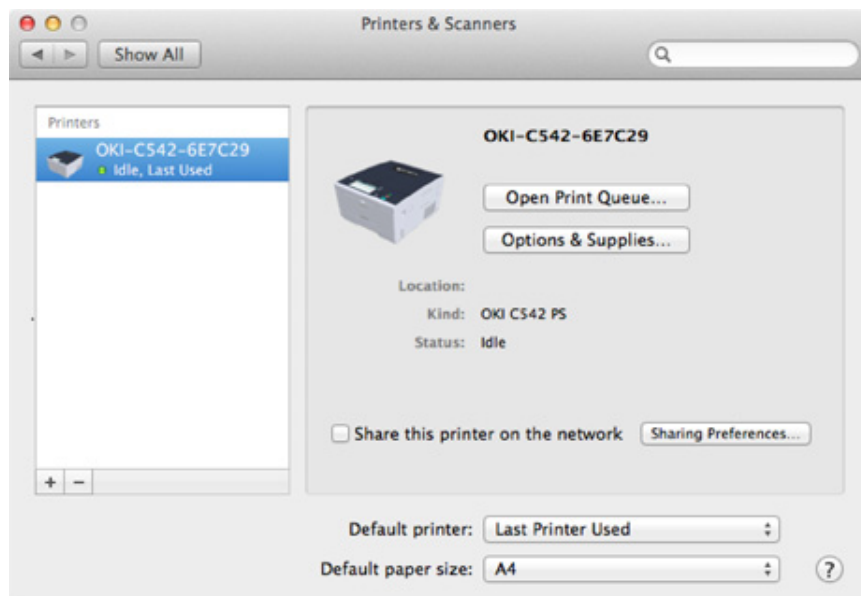 Printers & Scanners
Show All
Printers
OKI-C542-6E7C29
Idle, Last Used
OKI-C542-6E7C29
Open Print Queue...
Options & Supplies...
Location:
Kind: OKI C542 PS
Status: Idle
Share this printer on the network Sharing Preferences...
+ −
Default printer: Last Printer Used
Default paper size: A4 ?